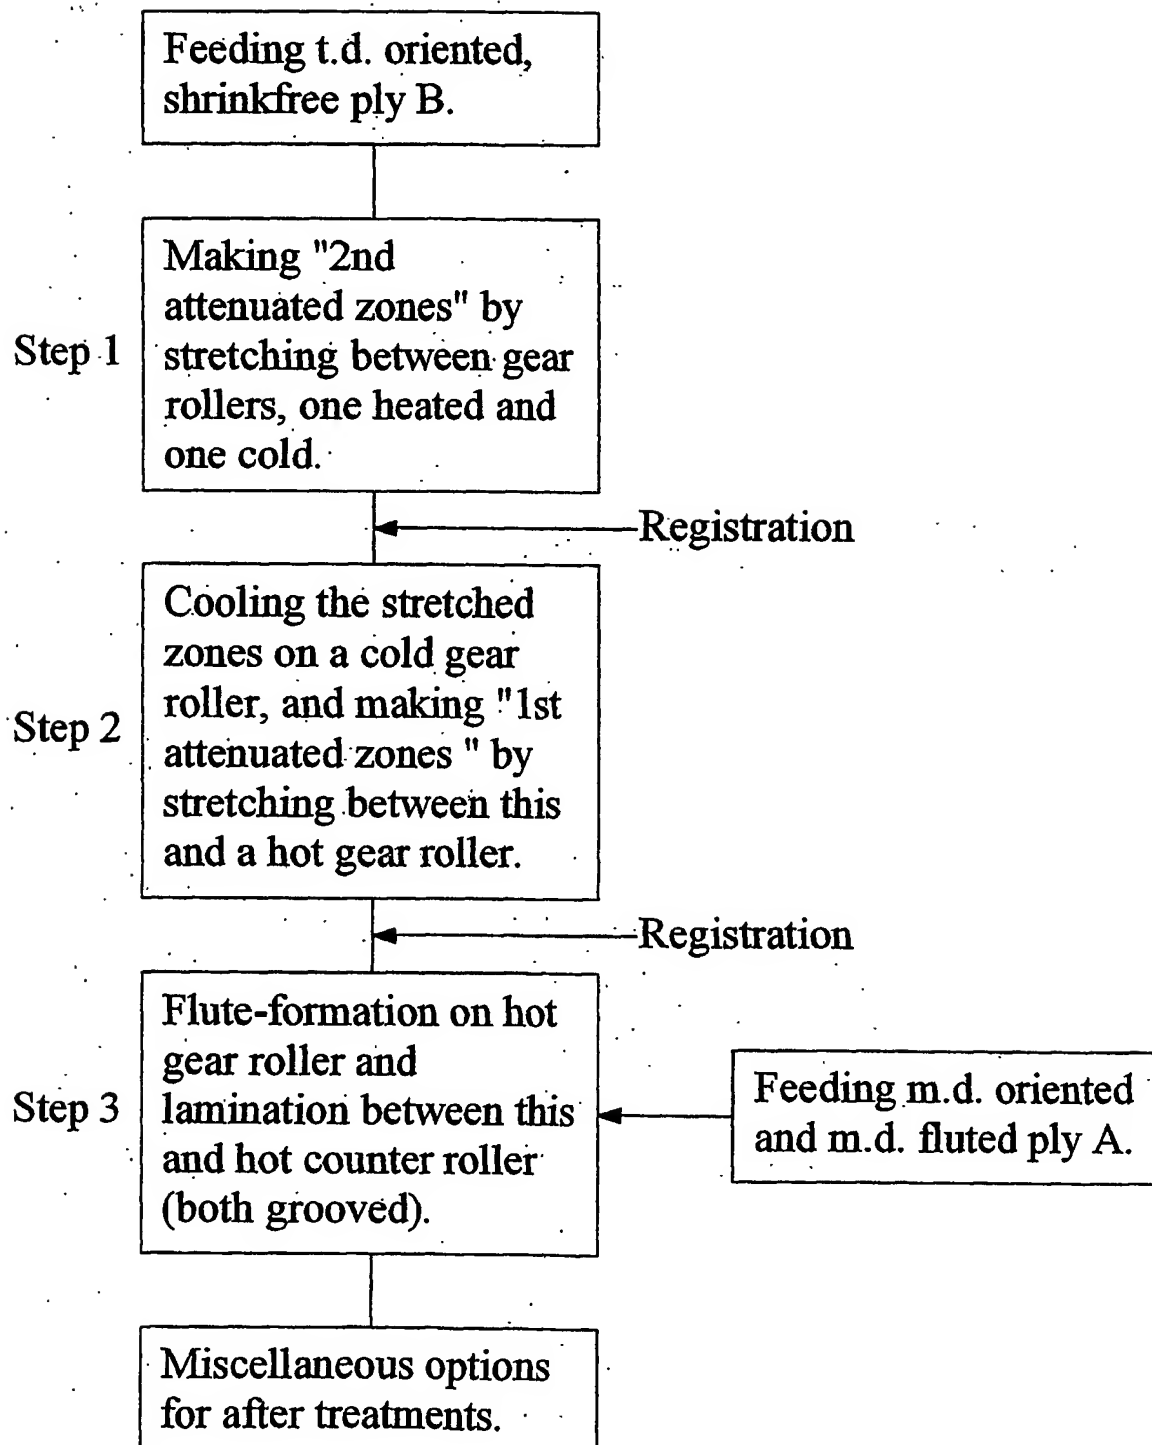 Feeding t.d. oriented,
shrinkfree ply B.
Step 1
Making "2nd
attenuated zones" by
stretching between gear
rollers, one heated and
one cold.
Registration
Step 2
Cooling the stretched
zones on a cold gear
roller, and making "1st
attenuated zones " by
stretching between this
and a hot gear roller.
Registration
Step 3
Flute-formation on hot
gear roller and
lamination between this
and hot counter roller
(both grooved).
Feeding m.d. oriented
and m.d. fluted ply A.
Miscellaneous options
for after treatments.